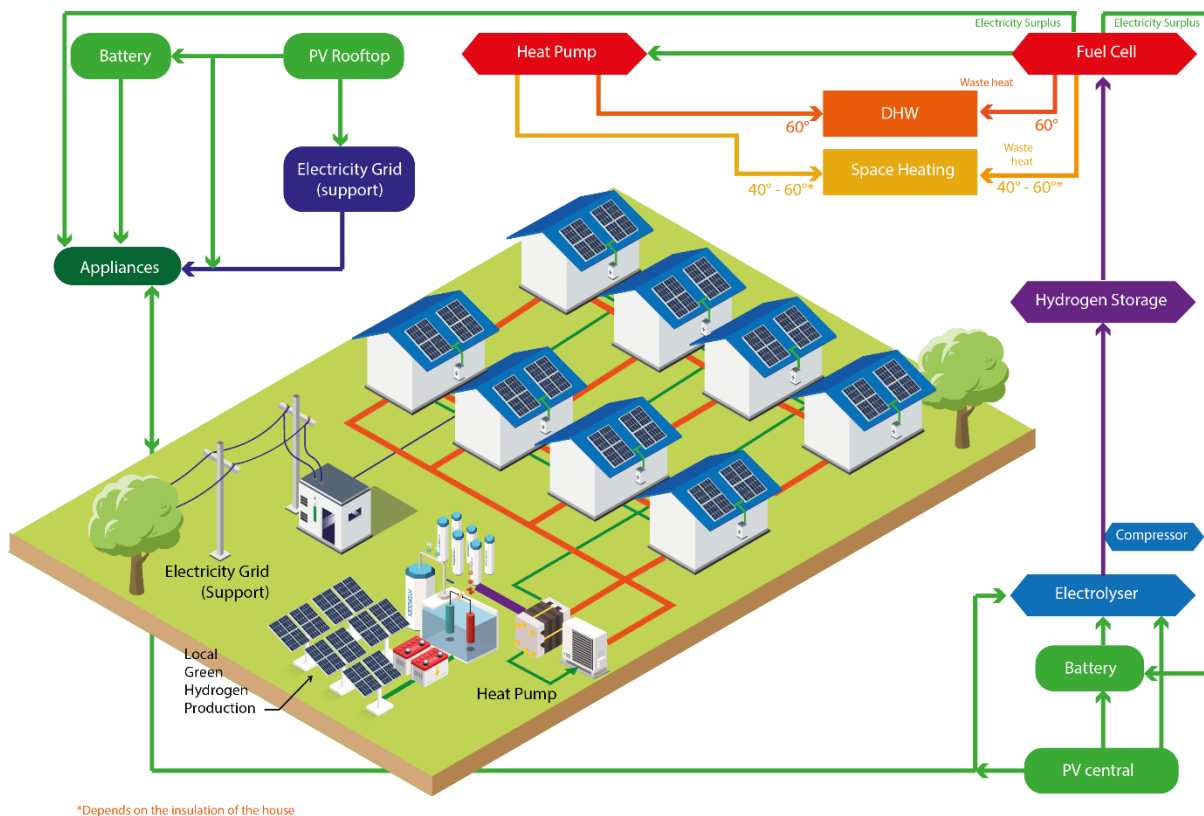 Electricity Surplus
Electricity Surplus
Battery
PV Rooftop
Heat Pump
Fuel Cell
Waste heat
DHW
60°
60°
Electricity Grid
(support)
Waste
heat
Space Heating
40° - 60°*
40° - 60°*
Appliances
Hydrogen Storage
Compressor
Electricity Grid
(Support)
Electrolyser
HYDROGEN
Local
Green
Hydrogen
Production
Heat Pump
Battery
PV central
*Depends on the insulation of the house